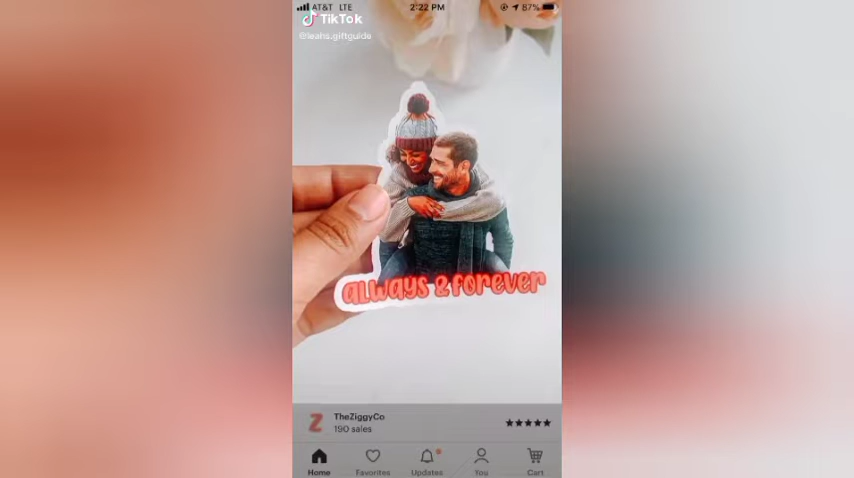 AT&T LTE 2:22 PM 87%
TikTok
@leahs.giftguide
always & forever
Z
TheZiggyCo
190 sales
Home Favorites Updates You Cart